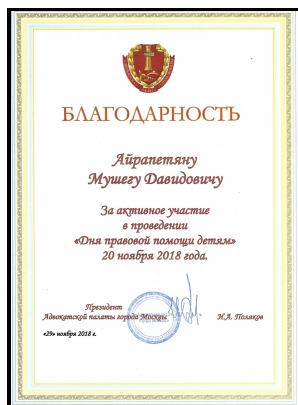 БЛАГОДАРНОСТЬ
Айрапетяну
Мушегу Давидовичу
За активное участие
в проведении
«Дня правовой помощи детям»
20 ноября 2018 года.
Президент
Адвокатской палаты города Москвы И.А. Поляков
«29» ноября 2018 г.